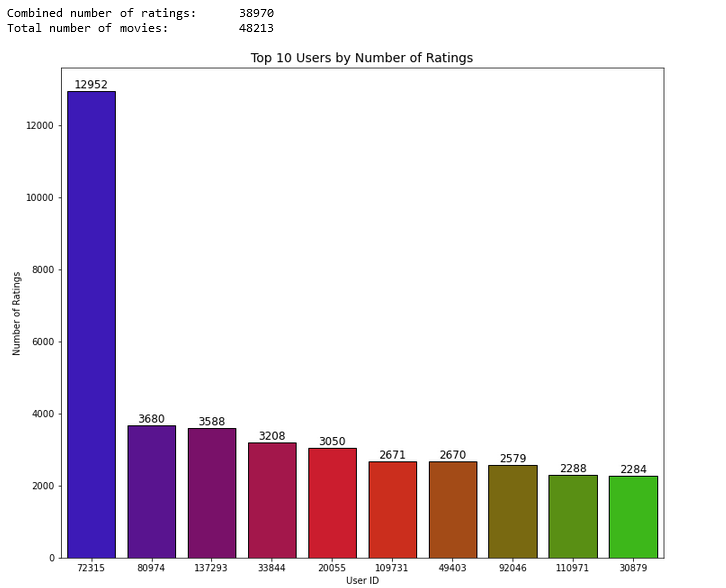 Combined number of ratings: 38970
Total number of movies: 48213
Top 10 Users by Number of Ratings
12952
12000
10000
8000
6000
4000
2000
0
Number of Ratings
3680
3588
3208
3050
2671
2670
2579
2288
2284
72315 80974 137293 33844 20055 109731 49403 92046 110971 30879
User ID